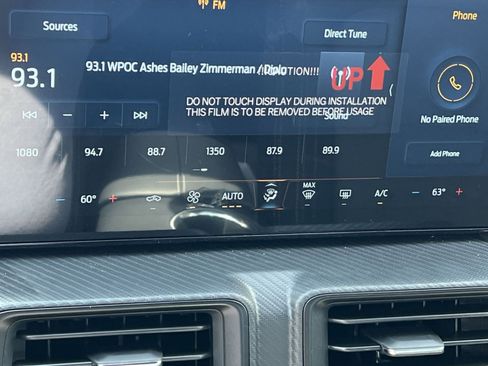 FM
Phone
Sources
Direct Tune
93.1
93.1
93.1 WPOC Ashes Bailey Zimmerman / Diplo
!!!CAUTION!!!
UP
DO NOT TOUCH DISPLAY DURING INSTALLATION
THIS FILM IS TO BE REMOVED BEFORE USAGE
Sound
No Paired Phone
Add Phone
1080 94.7 88.7 1350 87.9 89.9
60° AUTO MAX A/C 63°